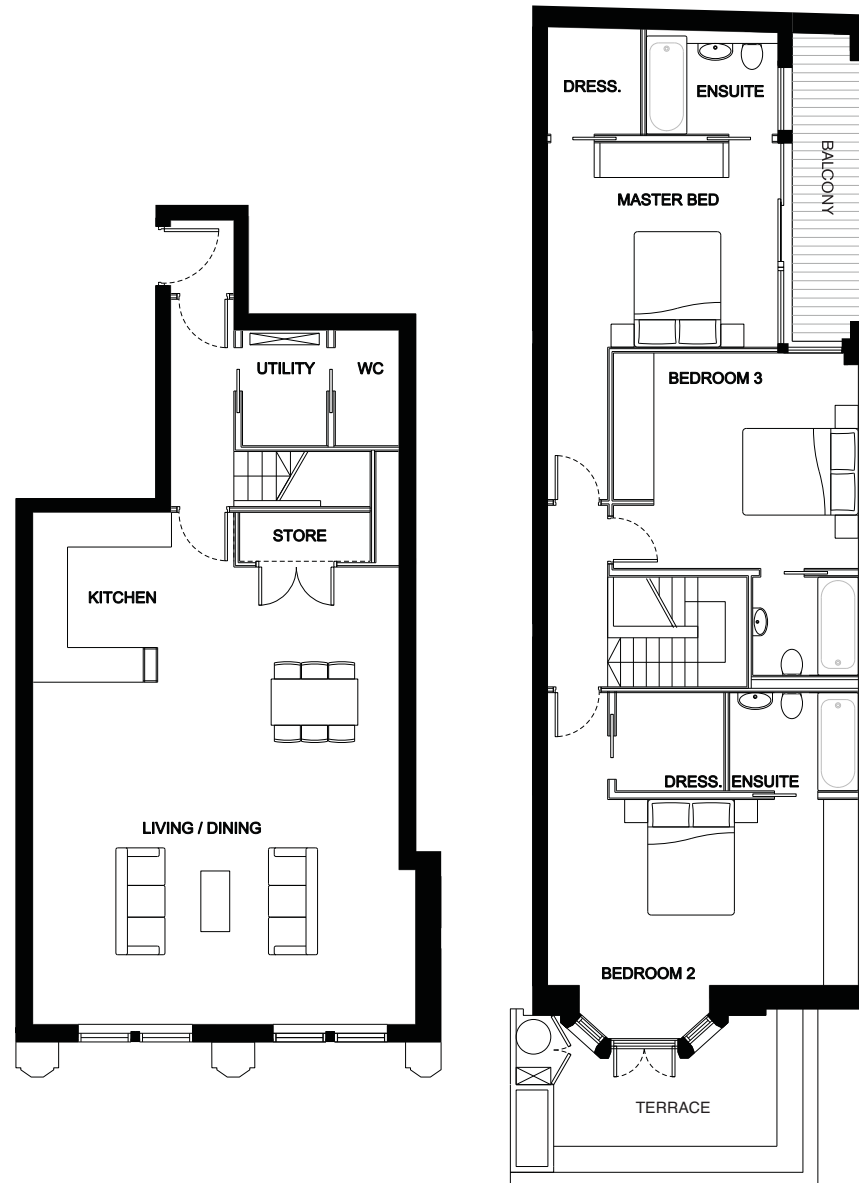 UTILITY
WC
STORE
KITCHEN
LIVING / DINING
DRESS.
ENSUITE
BALCONY
MASTER BED
BEDROOM 3
DRESS.
ENSUITE
BEDROOM 2
TERRACE